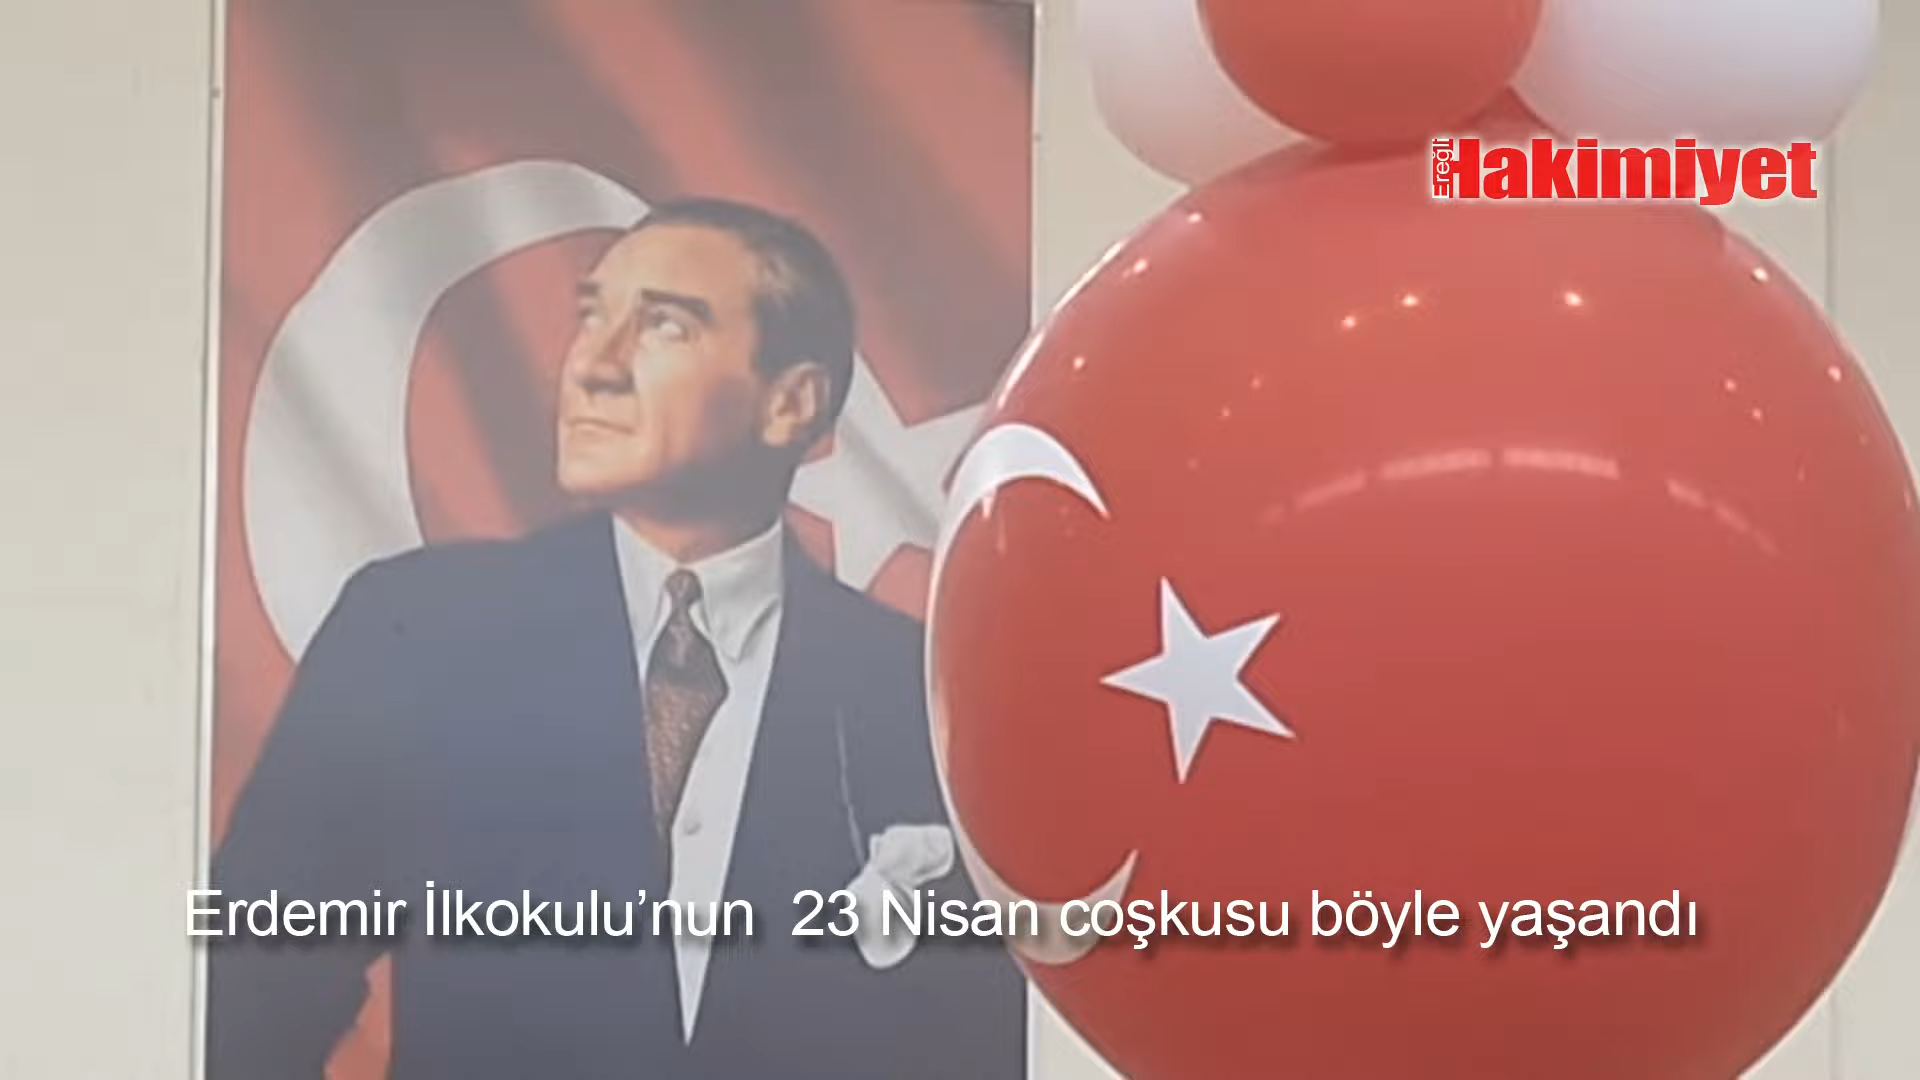 Ereğli Hakimiyet
Erdemir İlkokulu’nun  23 Nisan coşkusu böyle yaşandı